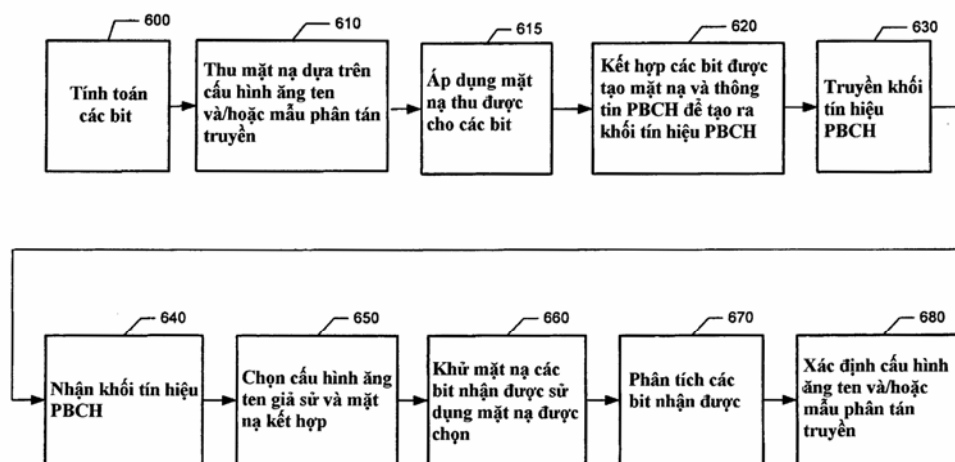 600
Tính toán
các bit
610
Thu mặt nạ dựa trên
cấu hình ăng ten
và/hoặc mẫu phân tán
truyền
615
Áp dụng mặt
nạ thu được
cho các bit
620
Kết hợp các bit được
tạo mặt nạ và thông
tin PBCH để tạo ra
khối tín hiệu PBCH
630
Truyền khối
tín hiệu
PBCH
640
Nhận khối tín hiệu
PBCH
650
Chọn cấu hình ăng
ten giả sử và mặt
nạ kết hợp
660
Khử mặt nạ các
bit nhận được sử
dụng mặt nạ được
chọn
670
Phân tích các
bit nhận được
680
Xác định cấu hình
ăng ten và/hoặc
mẫu phân tán
truyền